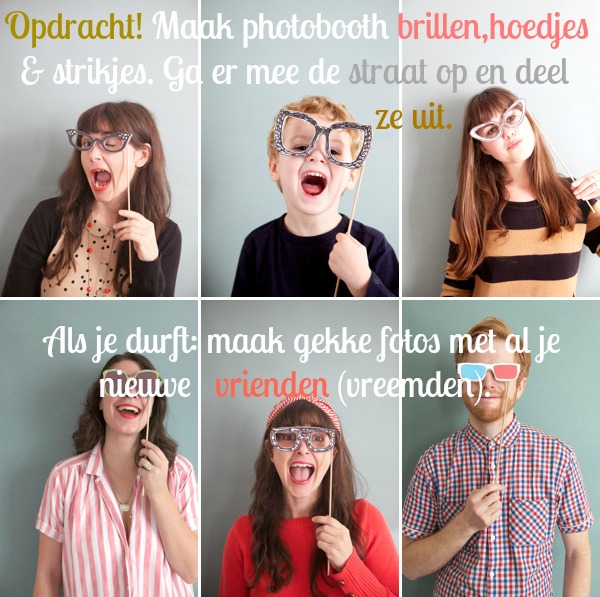 Opdracht! Maak photobooth brillen,hoedjes
& strikjes. Ga er mee de straat op en deel
ze uit.
Als je durft: maak gekke fotos met al je
nieuwe vrienden (vreemden).